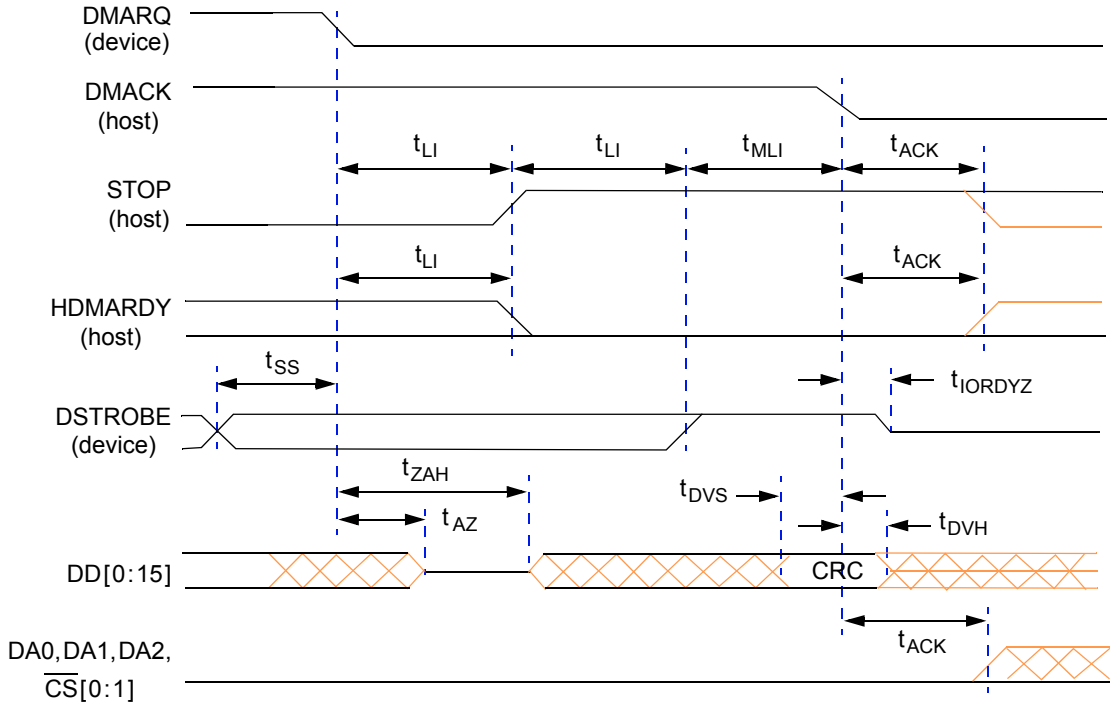 DMARQ
(device)
DMACK
(host)
tLI
tLI
tMLI
tACK
STOP
(host)
tLI
tACK
HDMARDY
(host)
tSS
tIORDYZ
DSTROBE
(device)
tZAH
tDVS
tAZ
tDVH
DD[0:15]
CRC
tACK
DA0,DA1,DA2,
C̅S̅[0:1]